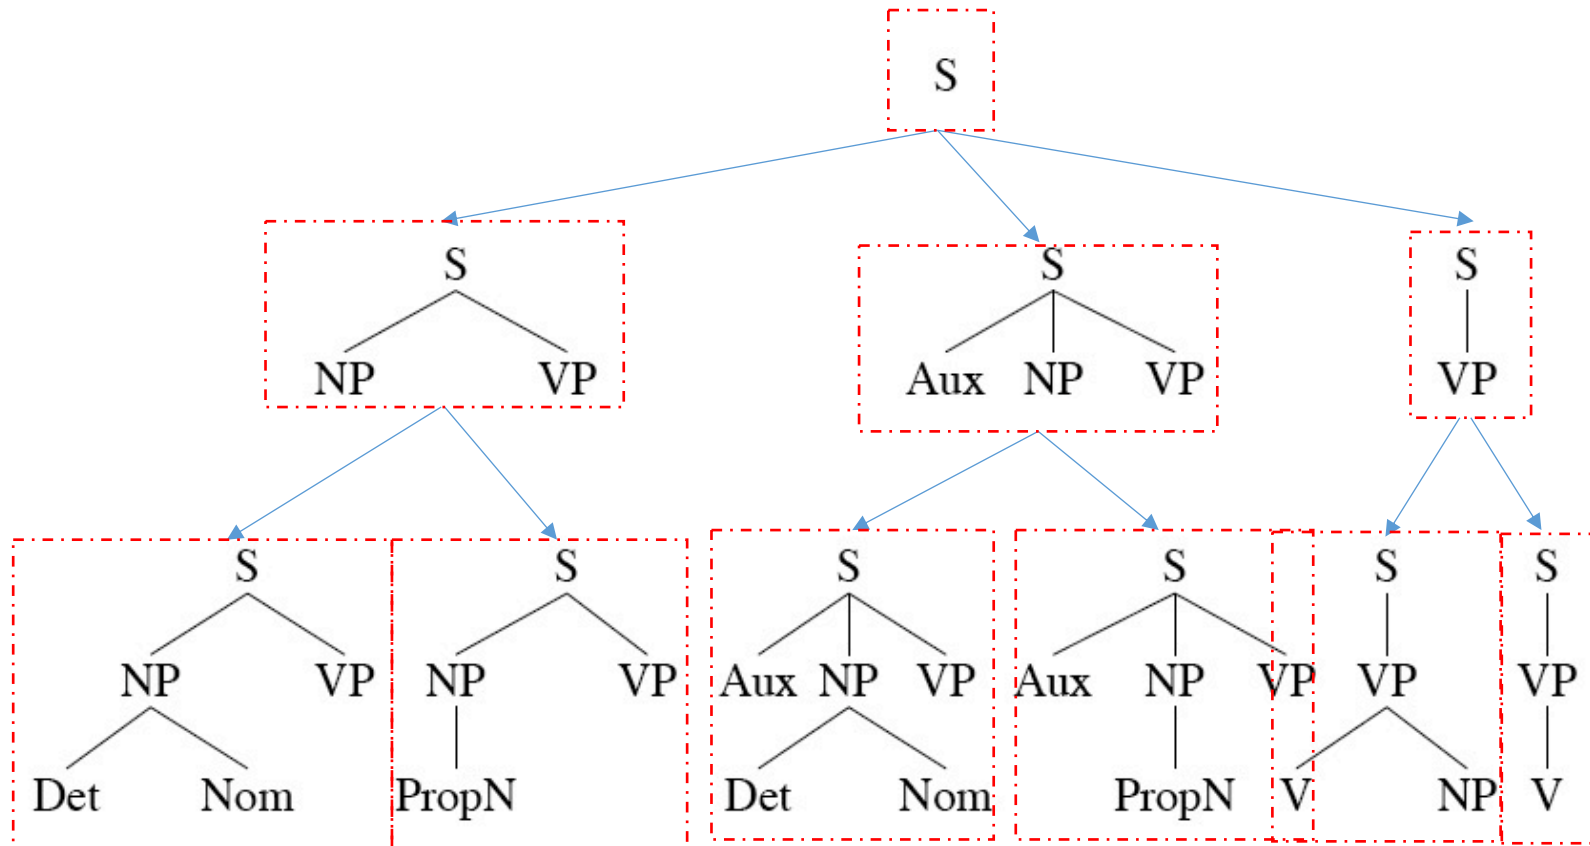 S
S S S
NP VP Aux NP VP VP
S S S S S S
NP VP NP VP Aux NP VP Aux NP VP VP VP
Det Nom PropN Det Nom PropN V NP V